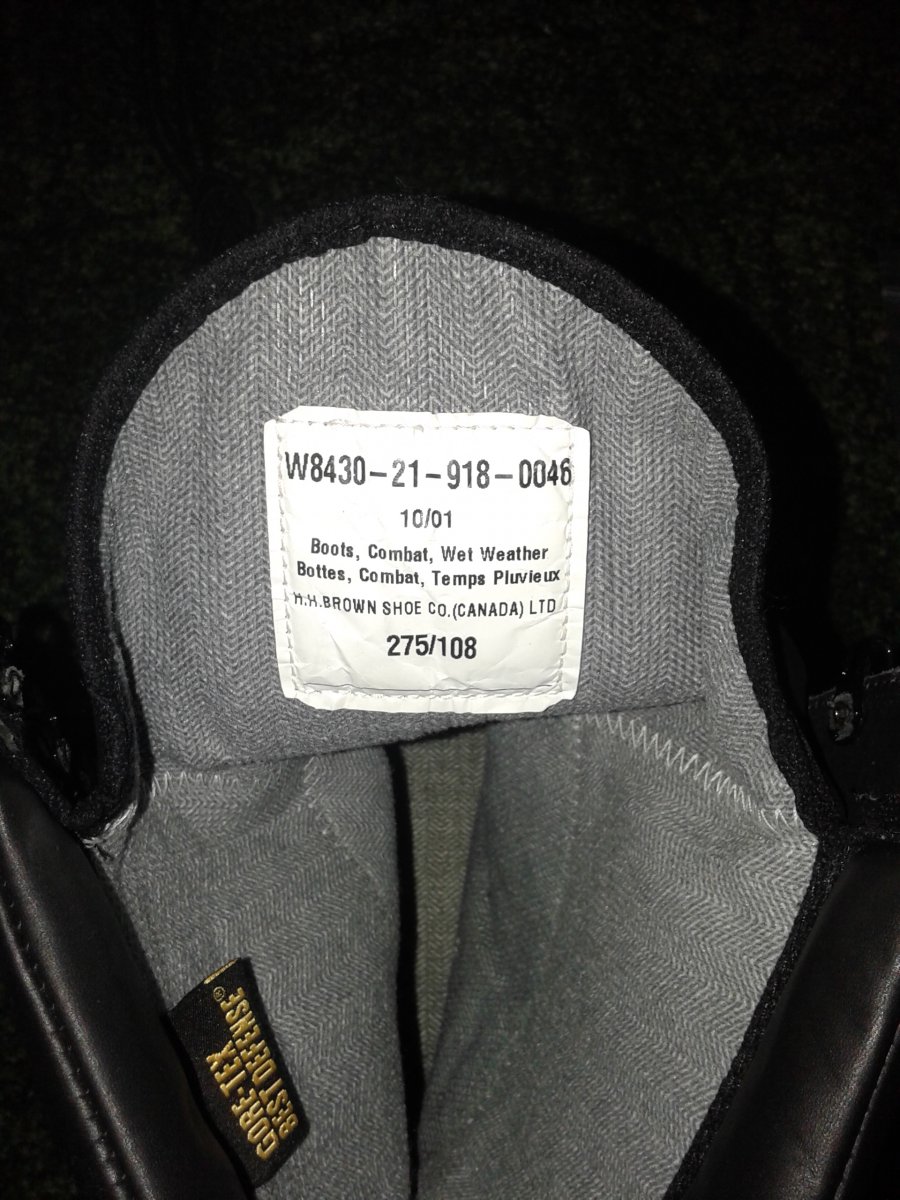 W8430-21-918-0046
10/01
Boots, Combat, Wet Weather
Bottes, Combat, Temps Pluvieux
H.H.BROWN SHOE CO.(CANADA) LTD
275/108
GORE-TEX
BEST DEFENSE®